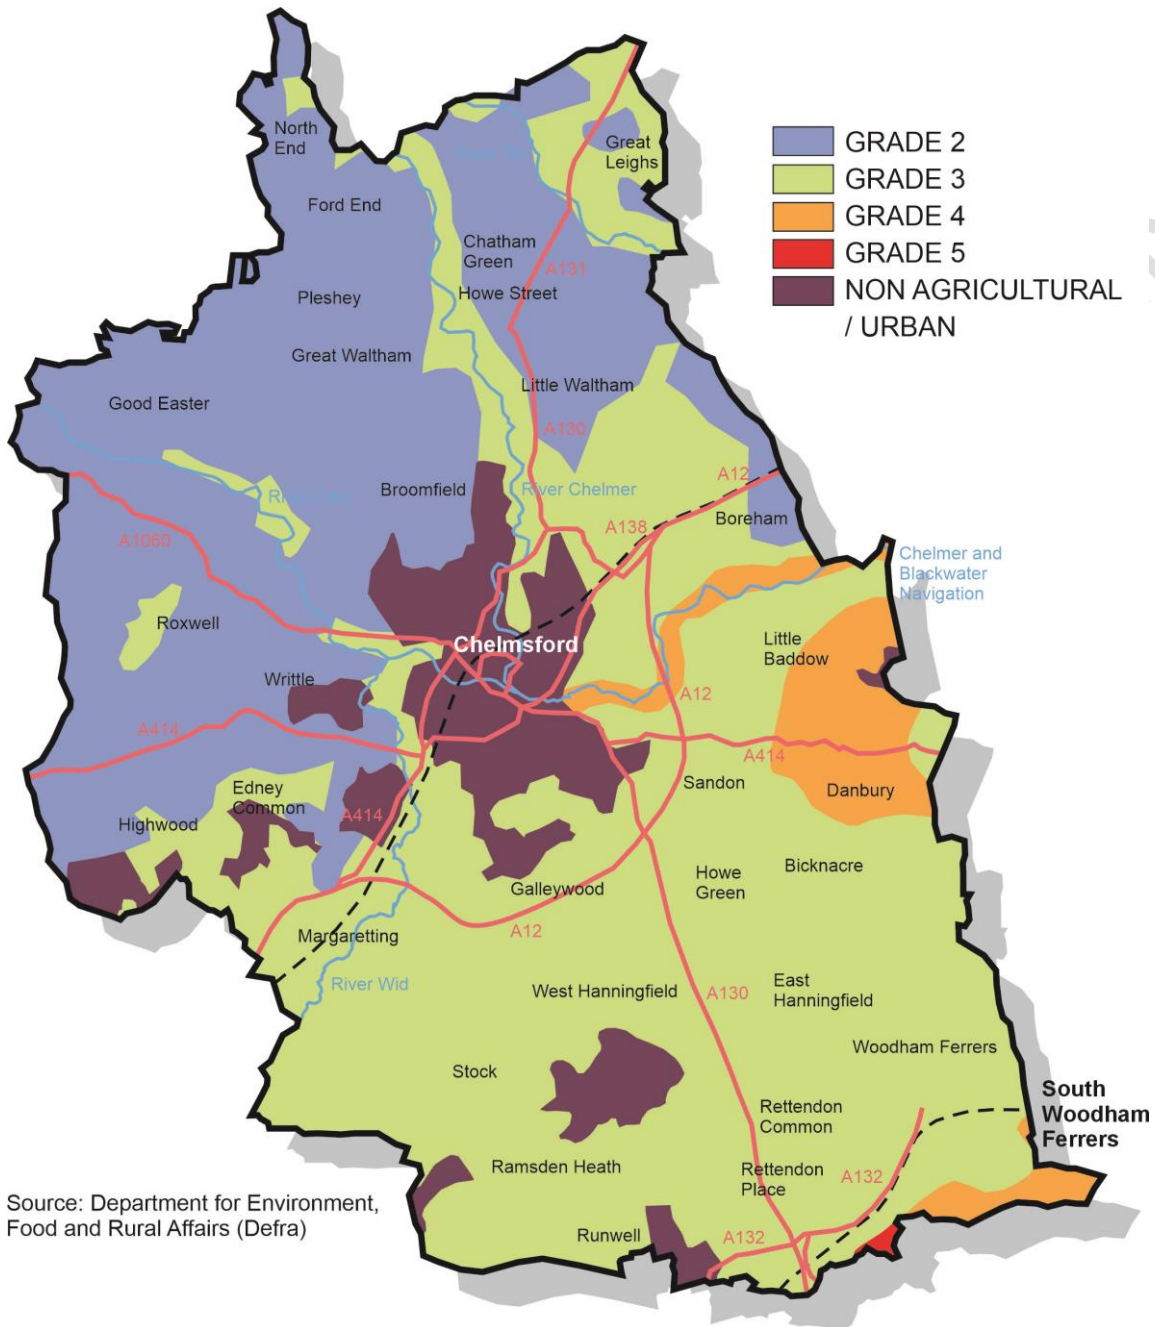 GRADE 2
GRADE 3
GRADE 4
GRADE 5
NON AGRICULTURAL
/ URBAN
North
End
Great
Leighs
Ford End
Chatham
Green
A131
Howe Street
Pleshey
Great Waltham
Little Waltham
Good Easter
A130
A12
Broomfield
River Chelmer
River
Boreham
A138
A1060
Chelmer and
Blackwater
Navigation
Roxwell
Chelmsford
Little
Baddow
Writtle
A12
A414
A414
Sandon
Edney
Common
Danbury
A414
Highwood
Bicknacre
Howe
Green
Galleywood
A12
Margaretting
River Wid
West Hanningfield
A130
East
Hanningfield
Woodham Ferrers
Stock
South
Woodham
Ferrers
Rettendon
Common
Ramsden Heath
Rettendon
Place
A132
Source: Department for Environment,
Food and Rural Affairs (Defra)
Runwell
A132